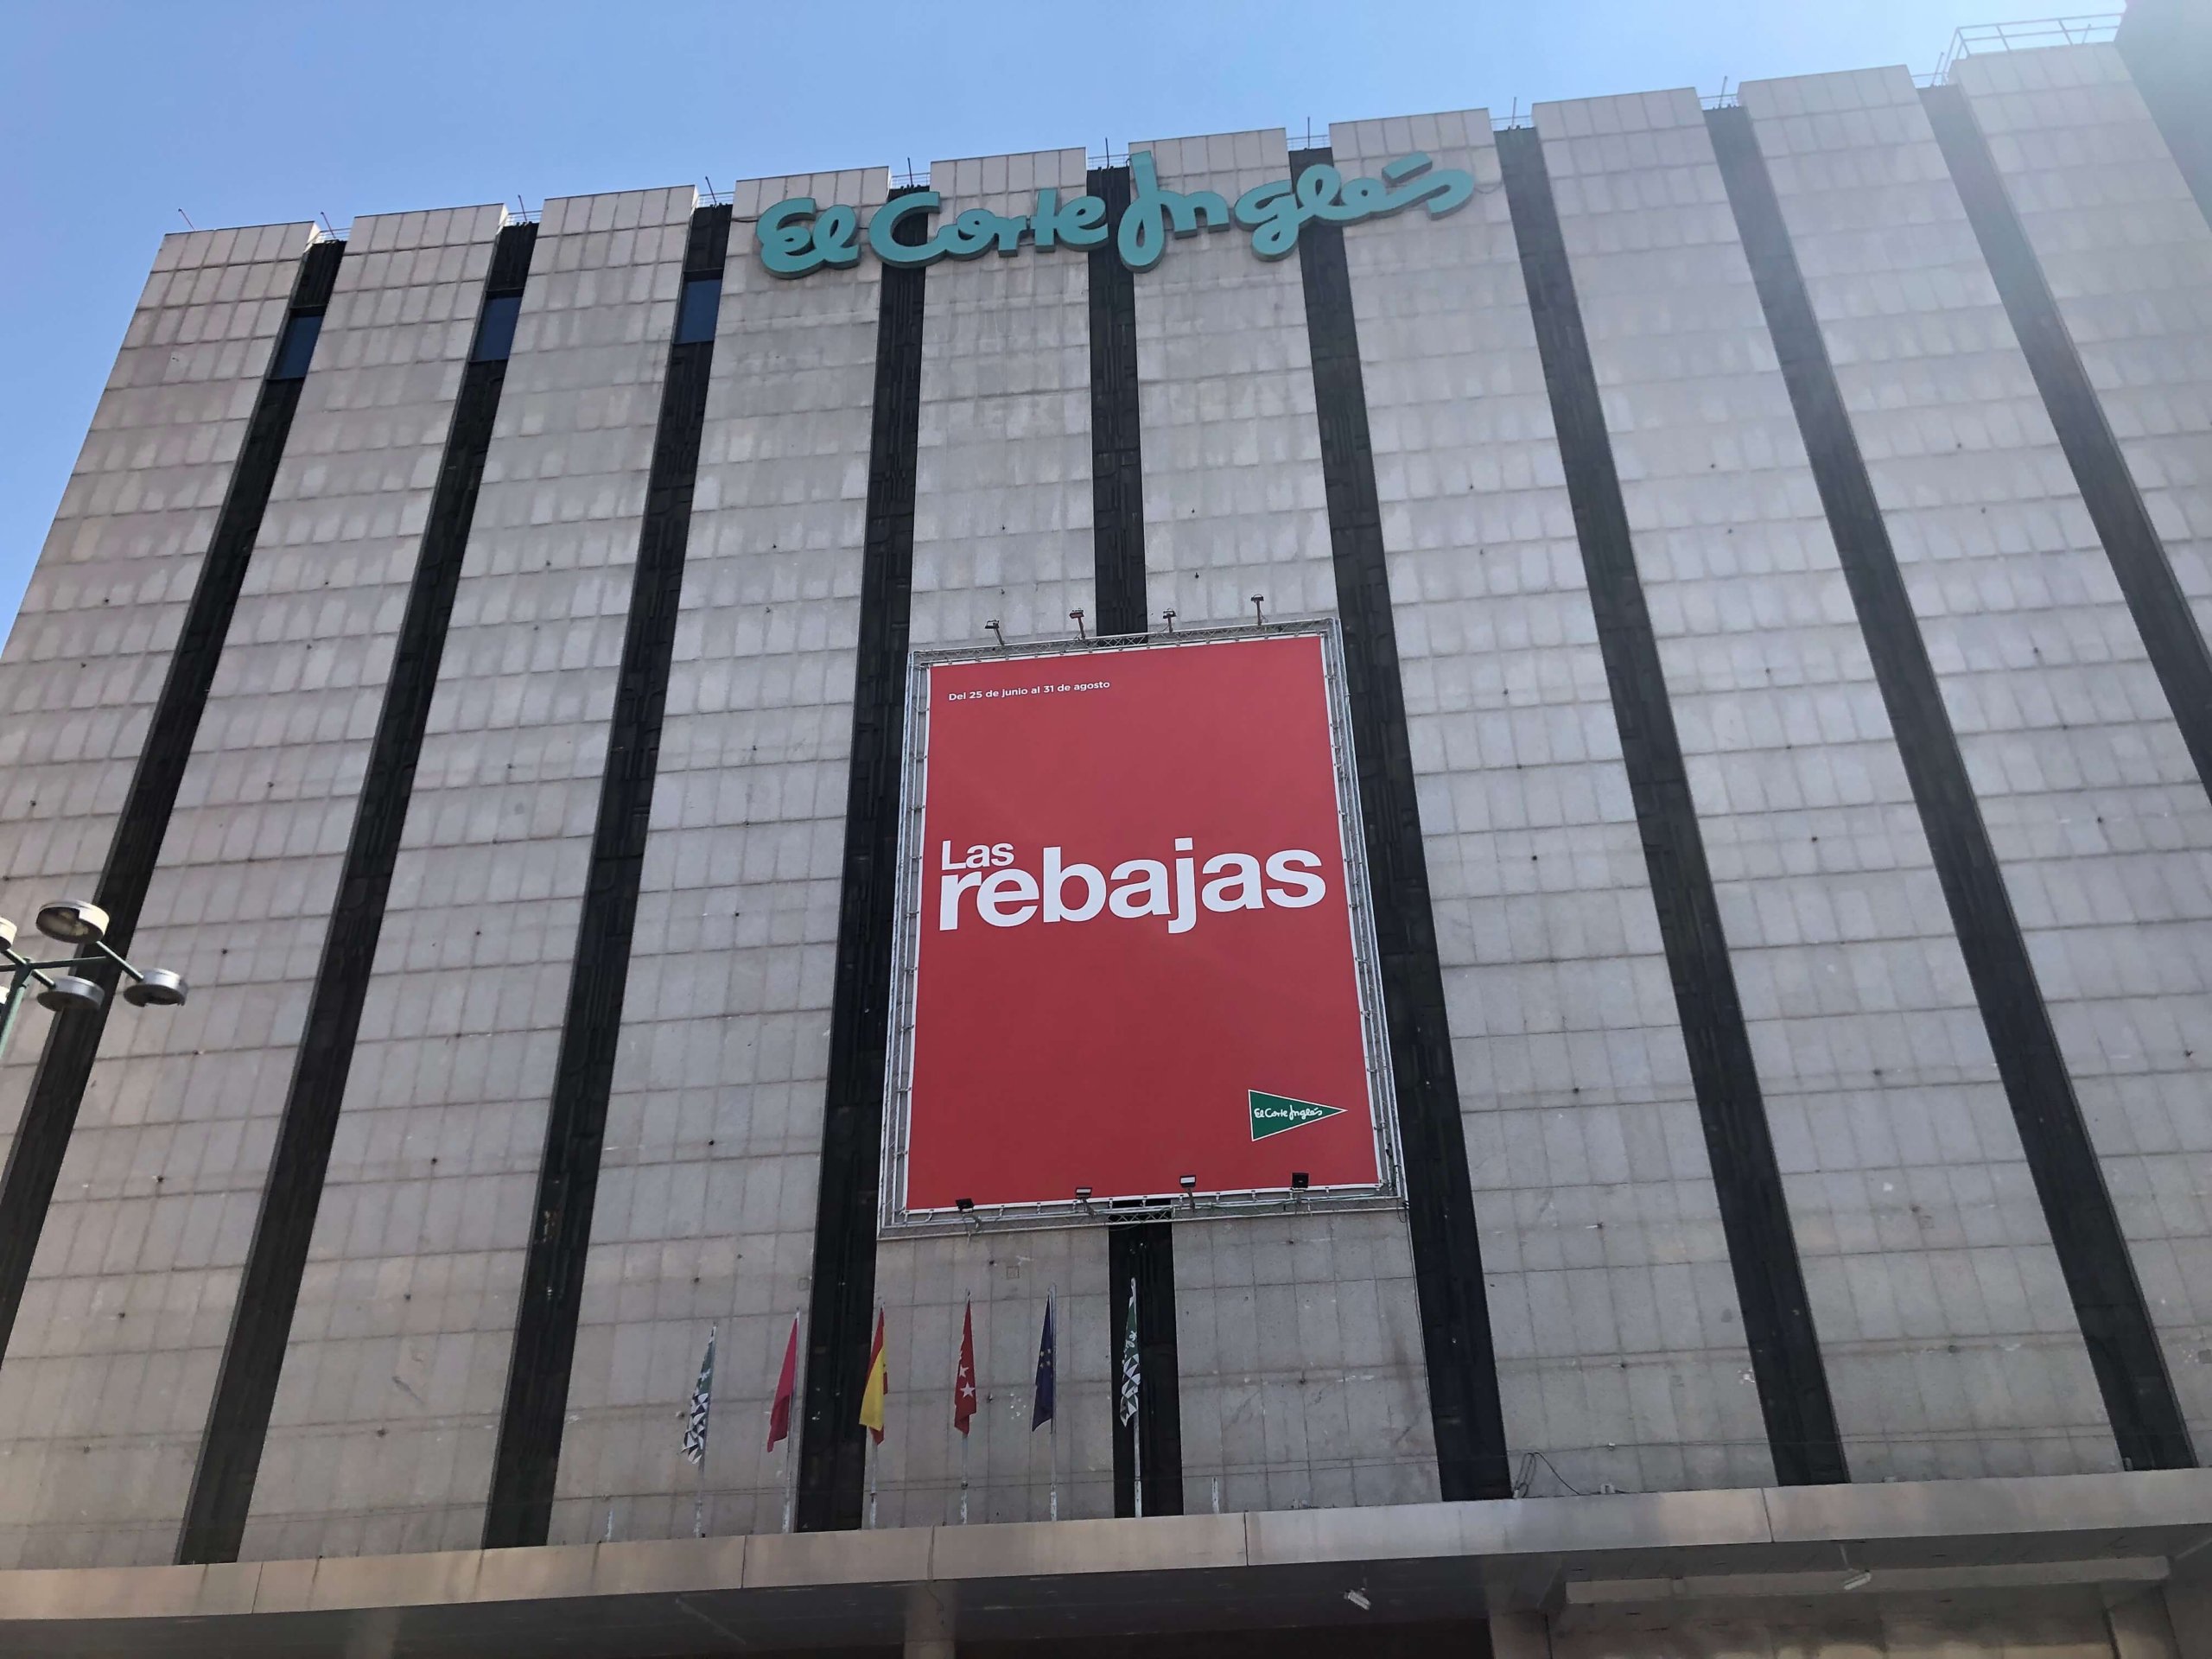 El Corte Inglés
Del 25 de junio al 31 de agosto
Las
rebajas
El Corte Inglés